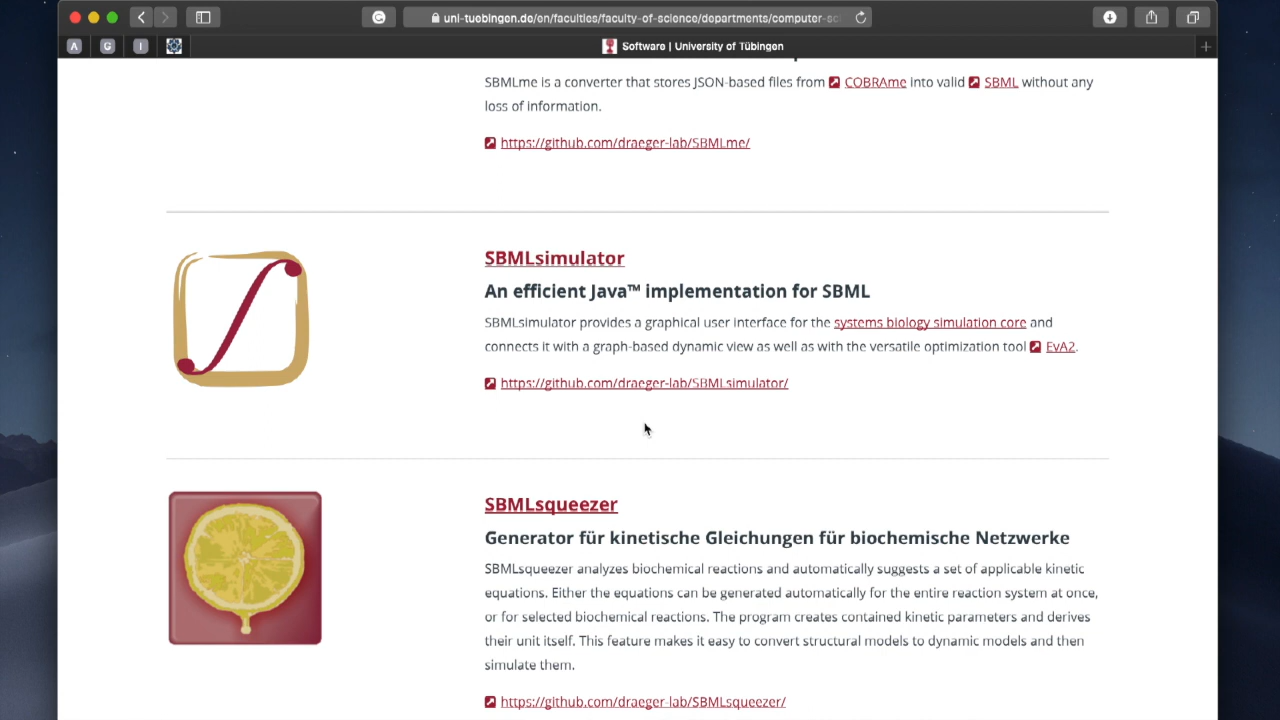 uni-tuebingen.de/en/faculties/faculty-of-science/departments/computer-sc
A G I
Software | University of Tübingen
SBMLme is a converter that stores JSON-based files from COBRAme into valid SBML without any
loss of information.
https://github.com/draeger-lab/SBMLme/
SBMLsimulator
An efficient Java™ implementation for SBML
SBMLsimulator provides a graphical user interface for the systems biology simulation core and
connects it with a graph-based dynamic view as well as with the versatile optimization tool EvA2.
https://github.com/draeger-lab/SBMLsimulator/
SBMLsqueezer
Generator für kinetische Gleichungen für biochemische Netzwerke
SBMLsqueezer analyzes biochemical reactions and automatically suggests a set of applicable kinetic
equations. Either the equations can be generated automatically for the entire reaction system at once,
or for selected biochemical reactions. The program creates contained kinetic parameters and derives
their unit itself. This feature makes it easy to convert structural models to dynamic models and then
simulate them.
https://github.com/draeger-lab/SBMLsqueezer/